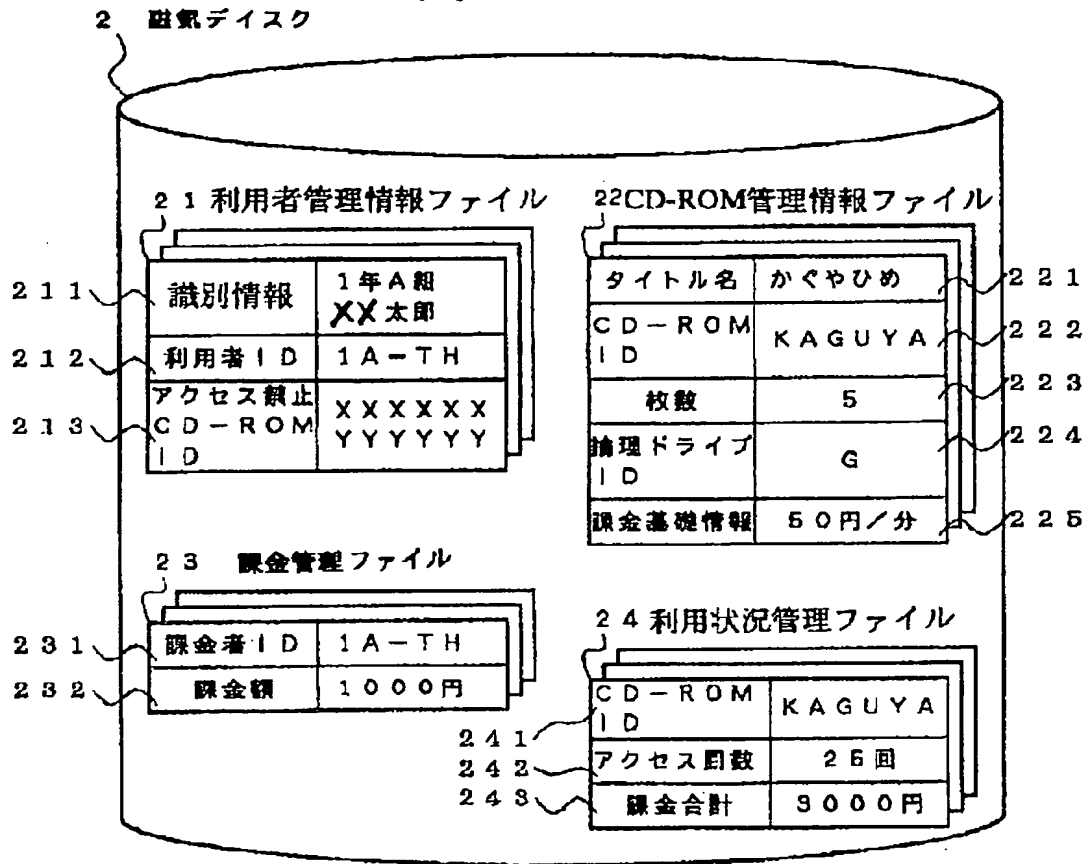 2 磁気ディスク
21 利用者管理情報ファイル
211 識別情報 1年A組
XX太郎
212 利用者ID 1A-TH
213 アクセス禁止
CD-ROM
ID
XXXXXX
YYYYYY
22CD-ROM管理情報ファイル
タイトル名 かぐやひめ 221
CD-ROM
ID
KAGUYA 222
枚数 5 223
論理ドライブ
ID
G 224
課金基礎情報 50円/分 225
23 課金管理ファイル
231 課金者ID 1A-TH
232 課金額 1000円
24 利用状況管理ファイル
241 CD-ROM
ID
KAGUYA
242 アクセス回数
243 課金合計 3000円